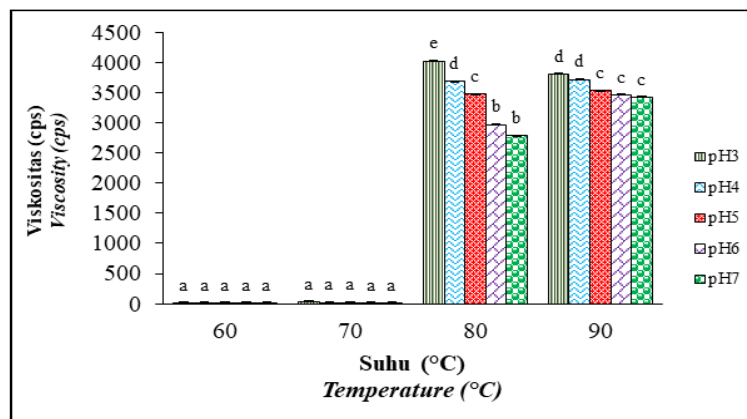 4500
4000
3500
3000
2500
2000
1500
1000
500
0
Viskositas (cps)
Viscosity (cps)
a a a a a
a a a a a
e d c b b
d d c c c
60 70 80 90
Suhu (°C)
Temperature (°C)
pH3
pH4
pH5
pH6
pH7